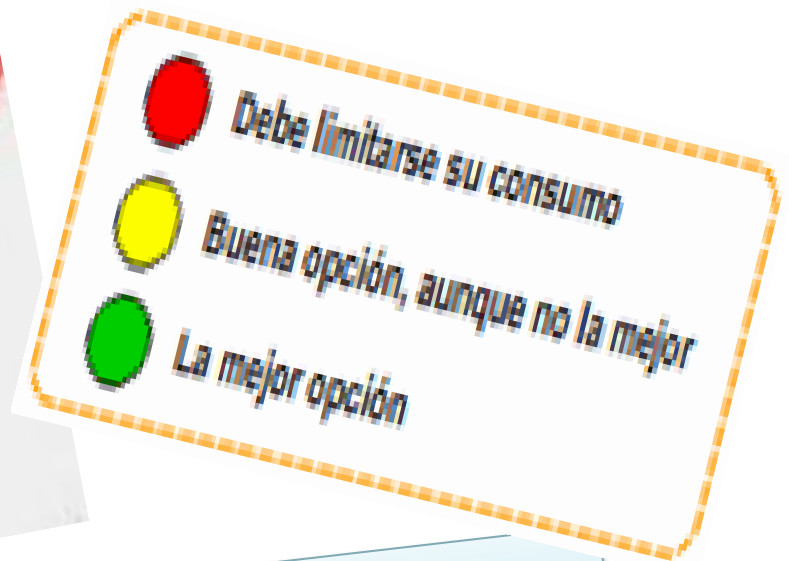 Debe limitarse su consumo
Buena opción, aunque no la mejor
La mejor opción